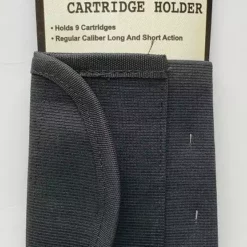 CARTRIDGE HOLDER
• Holds 9 Cartridges
• Regular Caliber Long And Short Action